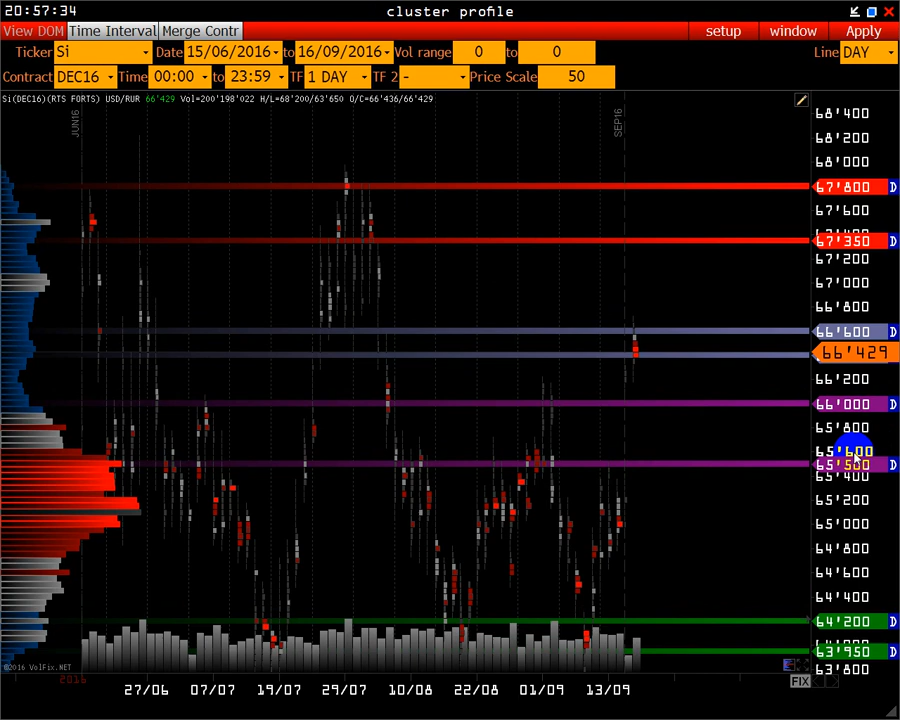 20:57:34 cluster profile
View DOM Time Interval Merge Contr setup window Apply
Ticker Si Date 15/06/2016 to 16/09/2016 Vol range 0 to 0 Line DAY
Contract DEC16 Time 00:00 to 23:59 TF 1 DAY TF 2 - Price Scale 50
Si(DEC16)(RTS FORTS) USD/RUR 66'429 Vol=200'198'022 H/L=68'200/63'650 O/C=66'436/66'429
JUN16
SEP16
68'400
68'200
68'000
67'800 D
67'600
67'350 D
67'200
67'000
66'800
66'600 D
66'429
66'200
66'000 D
65'800
65'600
65'500 D
65'400
65'200
65'000
64'800
64'600
64'400
64'200 D
63'950 D
63'800
©2016 VolFix.NET
FIX
2016
27/06 07/07 19/07 29/07 10/08 22/08 01/09 13/09